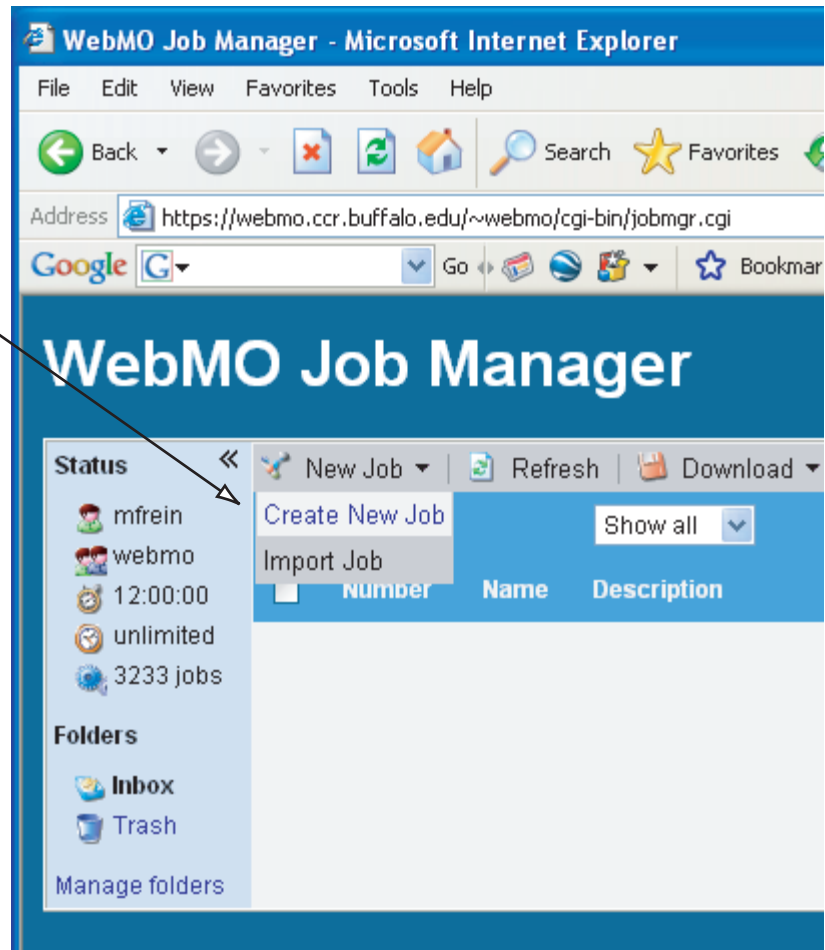 WebMO Job Manager - Microsoft Internet Explorer
File Edit View Favorites Tools Help
Back Search Favorites
Address https://webmo.ccr.buffalo.edu/~webmo/cgi-bin/jobmgr.cgi
Google G Go Bookmar
WebMO Job Manager
Status « New Job Refresh Download
mfrein
webmo
12:00:00
unlimited
3233 jobs
Folders
Inbox
Trash
Manage folders
Create New Job
Import Job
Show all
Number Name Description